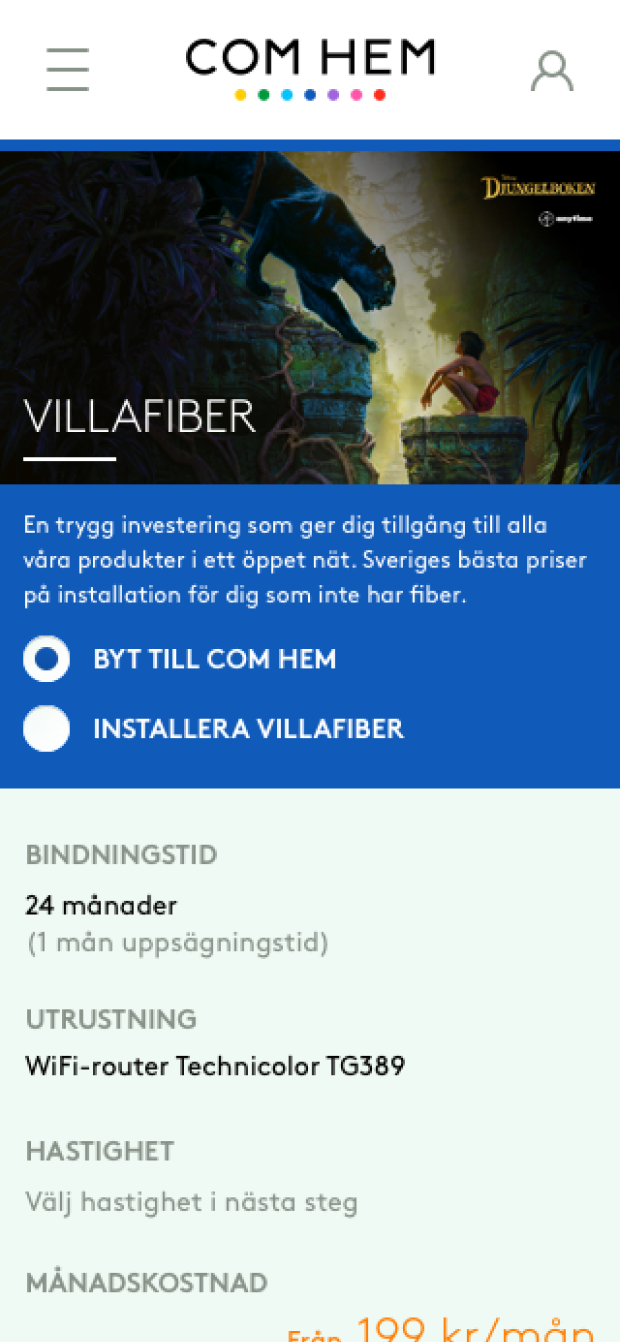 COM HEM
DJUNGELBOKEN
VILLAFIBER
En trygg investering som ger dig tillgång till alla
våra produkter i ett öppet nät. Sveriges bästa priser
på installation för dig som inte har fiber.
BYT TILL COM HEM
INSTALLERA VILLAFIBER
BINDNINGSTID
24 månader
(1 mån uppsägningstid)
UTRUSTNING
WiFi-router Technicolor TG389
HASTIGHET
Välj hastighet i nästa steg
MÅNADSKOSTNAD
Från 199 kr/mån